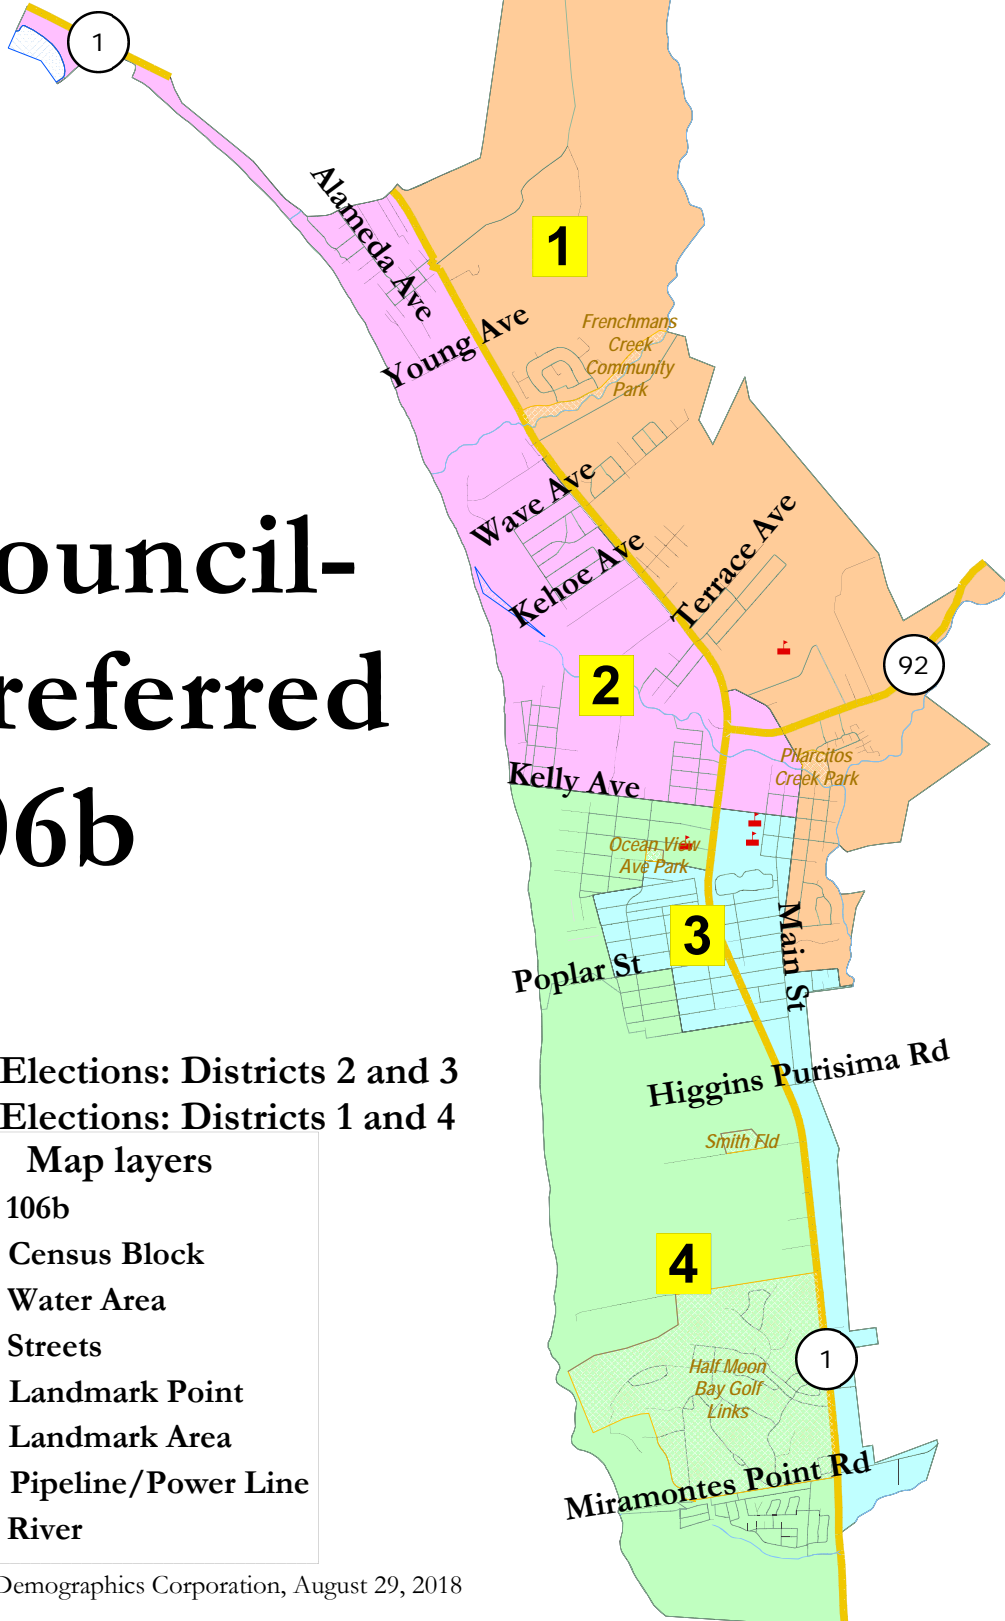 1
Alameda Ave
1
Young Ave
Frenchmans
Creek
Community
Park
Wave Ave
Kehoe Ave
Terrace Ave
ouncil-
referred
06b
2
92
Kelly Ave
Pilarcitos
Creek Park
Ocean View
Ave Park
3
Main St
Poplar St
Higgins Purisima Rd
Elections: Districts 2 and 3
Elections: Districts 1 and 4
Smith Fld
Map layers
106b
Census Block
Water Area
Streets
Landmark Point
Landmark Area
Pipeline/Power Line
River
4
1
Half Moon
Bay Golf
Links
Miramontes Point Rd
Demographics Corporation, August 29, 2018